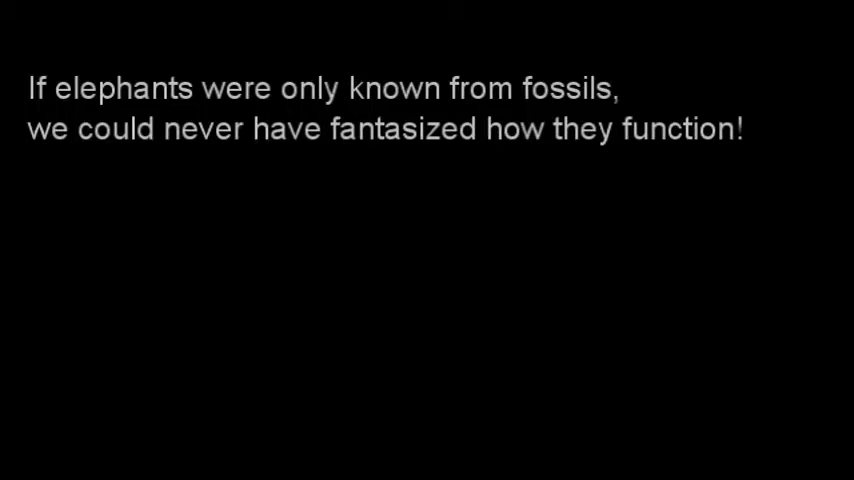 If elephants were only known from fossils,
we could never have fantasized how they function!